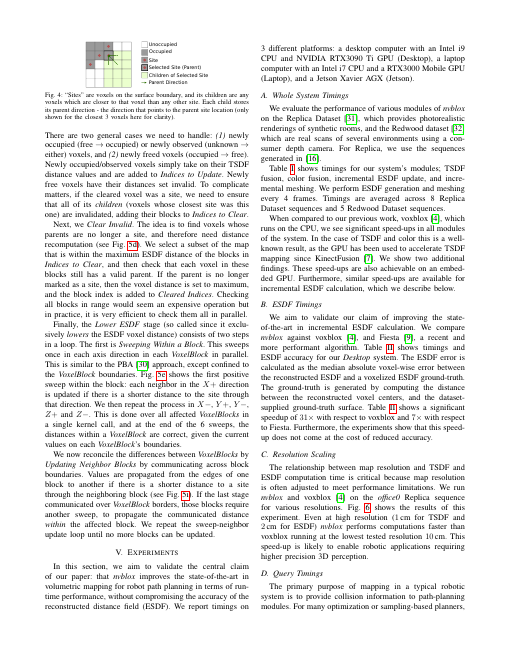 Unoccupied
Occupied
Site
Selected Site (Parent)
Children of Selected Site
Parent Direction
Fig. 4: "Sites" are voxels on the surface boundary, and its children are any
voxels which are closer to that voxel than any other site. Each child stores
its parent direction - the direction that points to the parent site location (only
shown for the closest 3 voxels here for clarity).
There are two general cases we need to handle: (1) newly
occupied (free → occupied) or newly observed (unknown →
either) voxels, and (2) newly freed voxels (occupied → free).
Newly occupied/observed voxels simply take on their TSDF
distance values and are added to Indices to Update. Newly
free voxels have their distances set invalid. To complicate
matters, if the cleared voxel was a site, we need to ensure
that all of its children (voxels whose closest site was this
one) are invalidated, adding their blocks to Indices to Clear.
Next, we Clear Invalid. The idea is to find voxels whose
parents are no longer a site, and therefore need distance
recomputation (see Fig. 5d). We select a subset of the map
that is within the maximum ESDF distance of the blocks in
Indices to Clear, and then check that each voxel in these
blocks still has a valid parent. If the parent is no longer
marked as a site, then the voxel distance is set to maximum,
and the block index is added to Cleared Indices. Checking
all blocks in range would seem an expensive operation but
in practice, it is very efficient to check them all in parallel.
Finally, the Lower ESDF stage (so called since it exclu-
sively lowers the ESDF voxel distance) consists of two steps
in a loop. The first is Sweeping Within a Block. This sweeps
once in each axis direction in each VoxelBlock in parallel.
This is similar to the PBA [30] approach, except confined to
the VoxelBlock boundaries. Fig. 5e shows the first positive
sweep within the block: each neighbor in the X+ direction
is updated if there is a shorter distance to the site through
that direction. We then repeat the process in X−, Y+, Y−,
Z+ and Z−. This is done over all affected VoxelBlocks in
a single kernel call, and at the end of the 6 sweeps, the
distances within a VoxelBlock are correct, given the current
values on each VoxelBlock's boundaries.
We now reconcile the differences between VoxelBlocks by
Updating Neighbor Blocks by communicating across block
boundaries. Values are propagated from the edges of one
block to another if there is a shorter distance to a site
through the neighboring block (see Fig. 5i). If the last stage
communicated over VoxelBlock borders, those blocks require
another sweep, to propagate the communicated distance
within the affected block. We repeat the sweep-neighbor
update loop until no more blocks can be updated.
V. EXPERIMENTS
In this section, we aim to validate the central claim
of our paper: that nvblox improves the state-of-the-art in
volumetric mapping for robot path planning in terms of run-
time performance, without compromising the accuracy of the
reconstructed distance field (ESDF). We report timings on
3 different platforms: a desktop computer with an Intel i9
CPU and NVIDIA RTX3090 Ti GPU (Desktop), a laptop
computer with an Intel i7 CPU and a RTX3000 Mobile GPU
(Laptop), and a Jetson Xavier AGX (Jetson).
A. Whole System Timings
We evaluate the performance of various modules of nvblox
on the Replica Dataset [31], which provides photorealistic
renderings of synthetic rooms, and the Redwood dataset [32]
which are real scans of several environments using a con-
sumer depth camera. For Replica, we use the sequences
generated in [16].
Table I shows timings for our system's modules; TSDF
fusion, color fusion, incremental ESDF update, and incre-
mental meshing. We perform ESDF generation and meshing
every 4 frames. Timings are averaged across 8 Replica
Dataset sequences and 5 Redwood Dataset sequences.
When compared to our previous work, voxblox [4], which
runs on the CPU, we see significant speed-ups in all modules
of the system. In the case of TSDF and color this is a well-
known result, as the GPU has been used to accelerate TSDF
mapping since KinectFusion [7]. We show two additional
findings. These speed-ups are also achievable on an embed-
ded GPU. Furthermore, similar speed-ups are available for
incremental ESDF calculation, which we describe below.
B. ESDF Timings
We aim to validate our claim of improving the state-
of-the-art in incremental ESDF calculation. We compare
nvblox against voxblox [4], and Fiesta [9], a recent and
more performant algorithm. Table II shows timings and
ESDF accuracy for our Desktop system. The ESDF error is
calculated as the median absolute voxel-wise error between
the reconstructed ESDF and a voxelized ESDF ground-truth.
The ground-truth is generated by computing the distance
between the reconstructed voxel centers, and the dataset-
supplied ground-truth surface. Table II shows a significant
speedup of 31× with respect to voxblox and 7× with respect
to Fiesta. Furthermore, the experiments show that this speed-
up does not come at the cost of reduced accuracy.
C. Resolution Scaling
The relationship between map resolution and TSDF and
ESDF computation time is critical because map resolution
is often adjusted to meet performance limitations. We run
nvblox and voxblox [4] on the office0 Replica sequence
for various resolutions. Fig. 6 shows the results of this
experiment. Even at high resolution (1 cm for TSDF and
2 cm for ESDF) nvblox performs computations faster than
voxblox running at the lowest tested resolution 10 cm. This
speed-up is likely to enable robotic applications requiring
higher precision 3D perception.
D. Query Timings
The primary purpose of mapping in a typical robotic
system is to provide collision information to path-planning
modules. For many optimization or sampling-based planners,